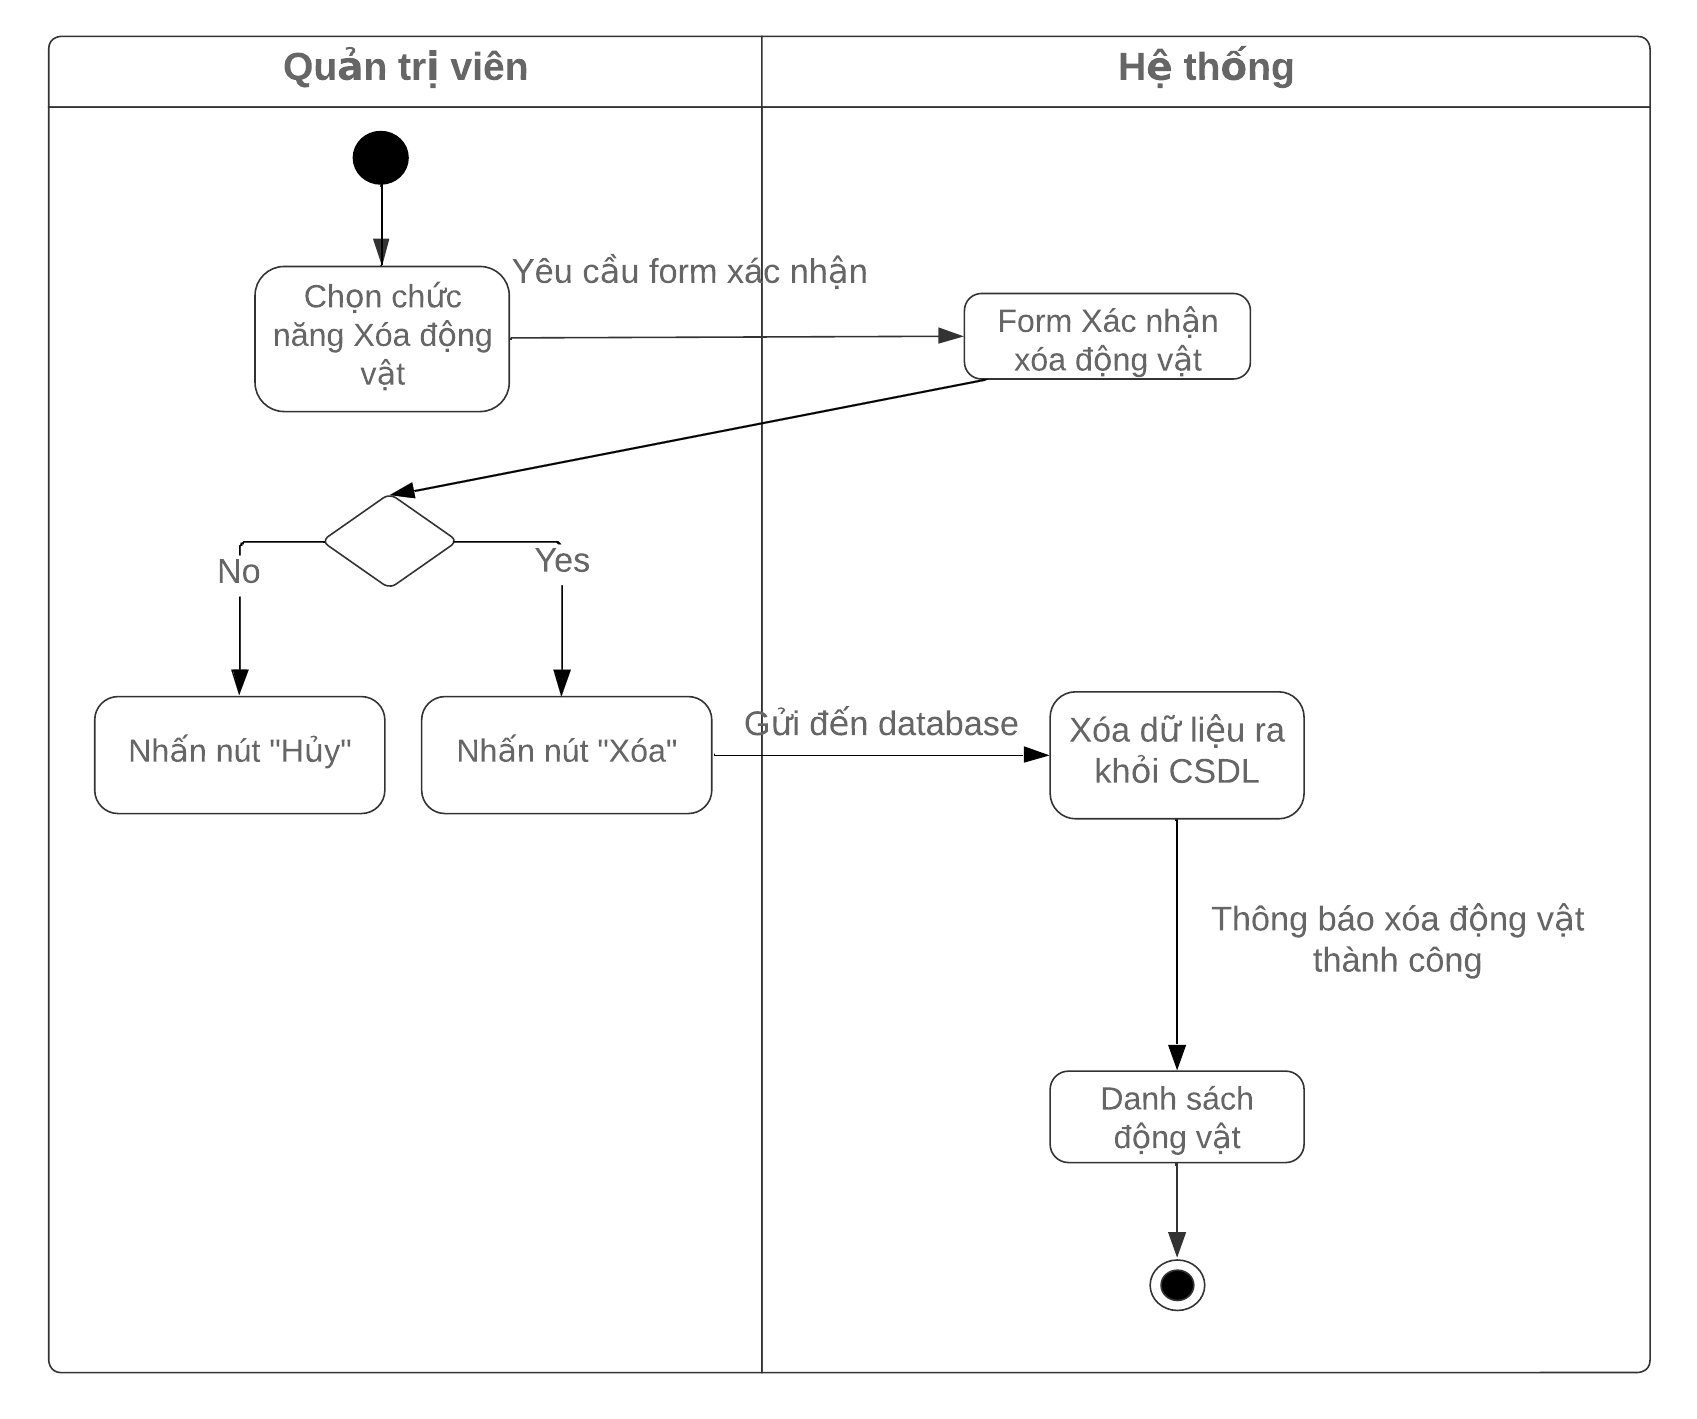 Quản trị viên
Hệ thống
Yêu cầu form xác nhận
Chọn chức
năng Xóa động
vật
Form Xác nhận
xóa động vật
No
Yes
Nhấn nút "Hủy"
Nhấn nút "Xóa"
Gửi đến database
Xóa dữ liệu ra
khỏi CSDL
Thông báo xóa động vật
thành công
Danh sách
động vật